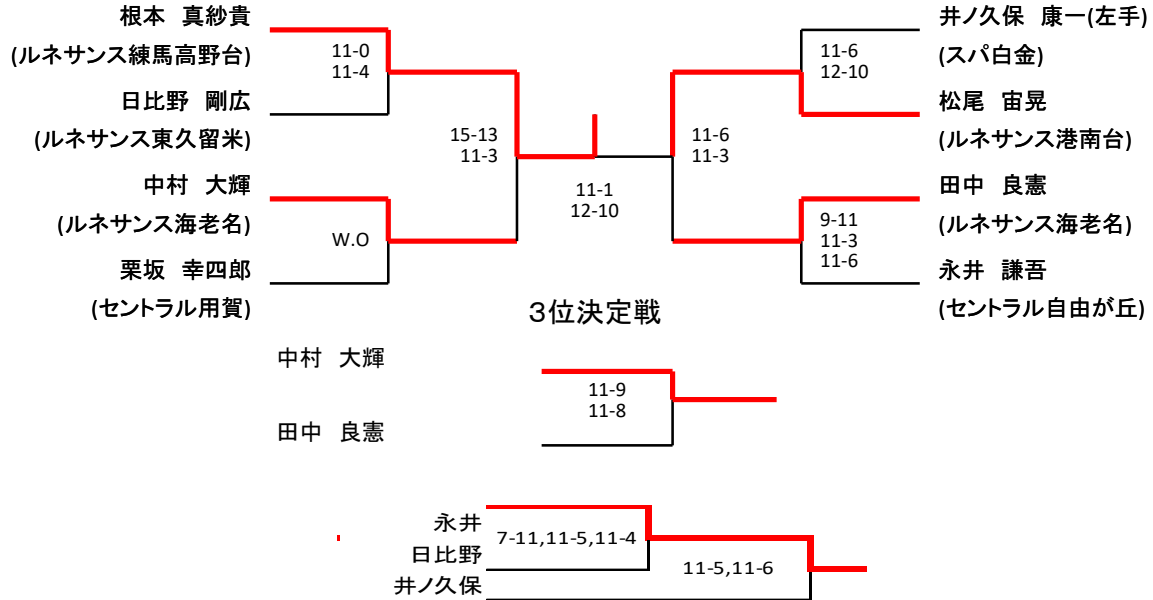 根本　真紗貴
(ルネサンス練馬高野台)
11-0
11-4
日比野　剛広
(ルネサンス東久留米)
15-13
11-3
中村　大輝
(ルネサンス海老名)
W.O
栗坂　幸四郎
(セントラル用賀)
11-1
12-10
井ノ久保　康一(左手)
(スパ白金)
11-6
12-10
松尾　宙晃
(ルネサンス港南台)
11-6
11-3
田中　良憲
(ルネサンス海老名)
9-11
11-3
11-6
永井　謙吾
(セントラル自由が丘)
3位決定戦
中村　大輝
11-9
11-8
田中　良憲
永井
7-11,11-5,11-4
日比野
11-5,11-6
井ノ久保